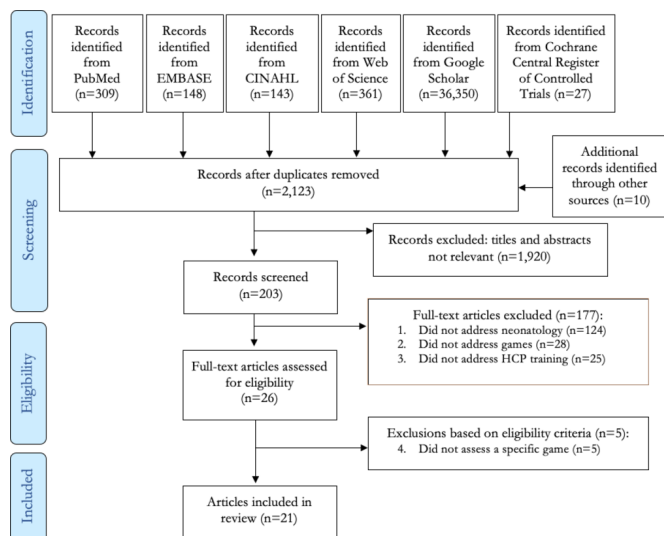 Identification
Records
identified
from
PubMed
(n=309)
Records
identified
from
EMBASE
(n=148)
Records
identified
from
CINAHL
(n=143)
Records
identified
from Web
of Science
(n=361)
Records
identified
from Google
Scholar
(n=36,350)
Records identified
from Cochrane
Central Register
of Controlled
Trials (n=27)
Screening
Records after duplicates removed
(n=2,123)
Additional
records identified
through other
sources (n=10)
Records excluded: titles and abstracts
not relevant (n=1,920)
Records screened
(n=203)
Full-text articles excluded (n=177):
1. Did not address neonatology (n=124)
2. Did not address games (n=28)
3. Did not address HCP training (n=25)
Eligibility
Full-text articles assessed
for eligibility
(n=26)
Exclusions based on eligibility criteria (n=5):
4. Did not assess a specific game (n=5)
Included
Articles included in
review (n=21)